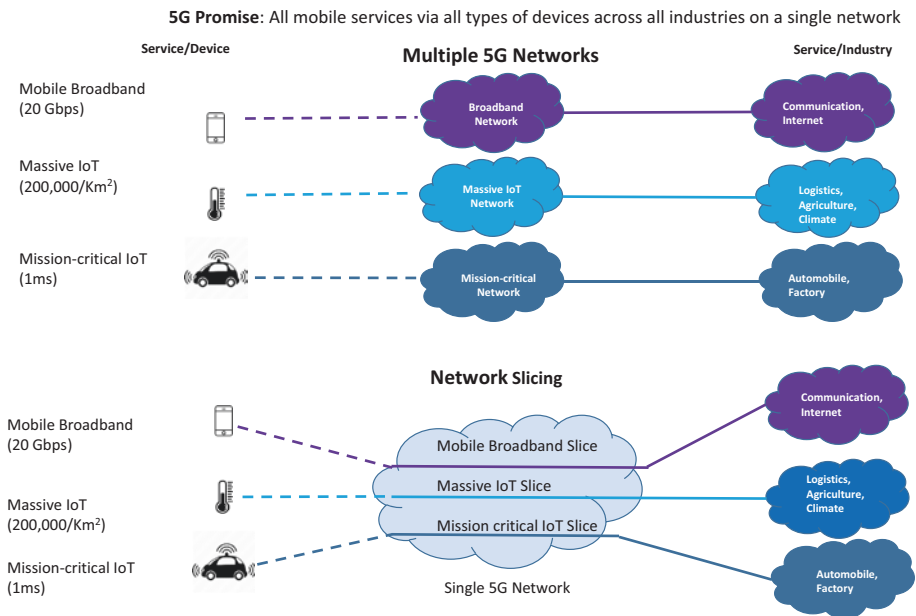 5G Promise: All mobile services via all types of devices across all industries on a single network
Service/Device
Multiple 5G Networks
Service/Industry
Mobile Broadband
(20 Gbps)
Broadband
Network
Communication,
Internet
Massive IoT
(200,000/Km²)
Massive IoT
Network
Logistics,
Agriculture,
Climate
Mission-critical IoT
(1ms)
Mission-critical
Network
Automobile,
Factory
Network Slicing
Mobile Broadband
(20 Gbps)
Mobile Broadband Slice
Communication,
Internet
Massive IoT
(200,000/Km²)
Massive IoT Slice
Logistics,
Agriculture,
Climate
Mission-critical IoT
(1ms)
Mission critical IoT Slice
Single 5G Network
Automobile,
Factory